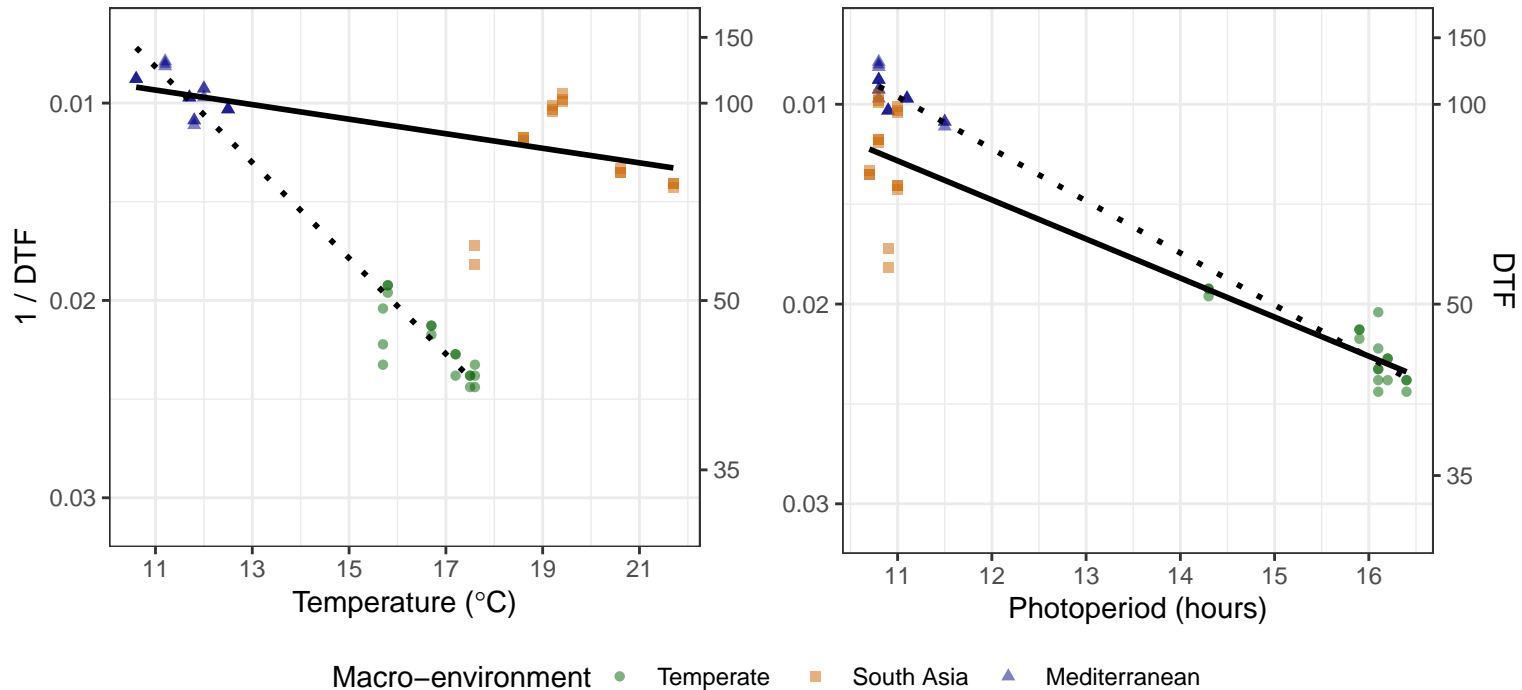 1 / DTF
0.01
0.02
0.03
150
100
50
35
11 13 15 17 19 21
Temperature (°C)
0.01
0.02
0.03
150
100
50
35
DTF
11 12 13 14 15 16
Photoperiod (hours)
Macro−environment Temperate South Asia Mediterranean